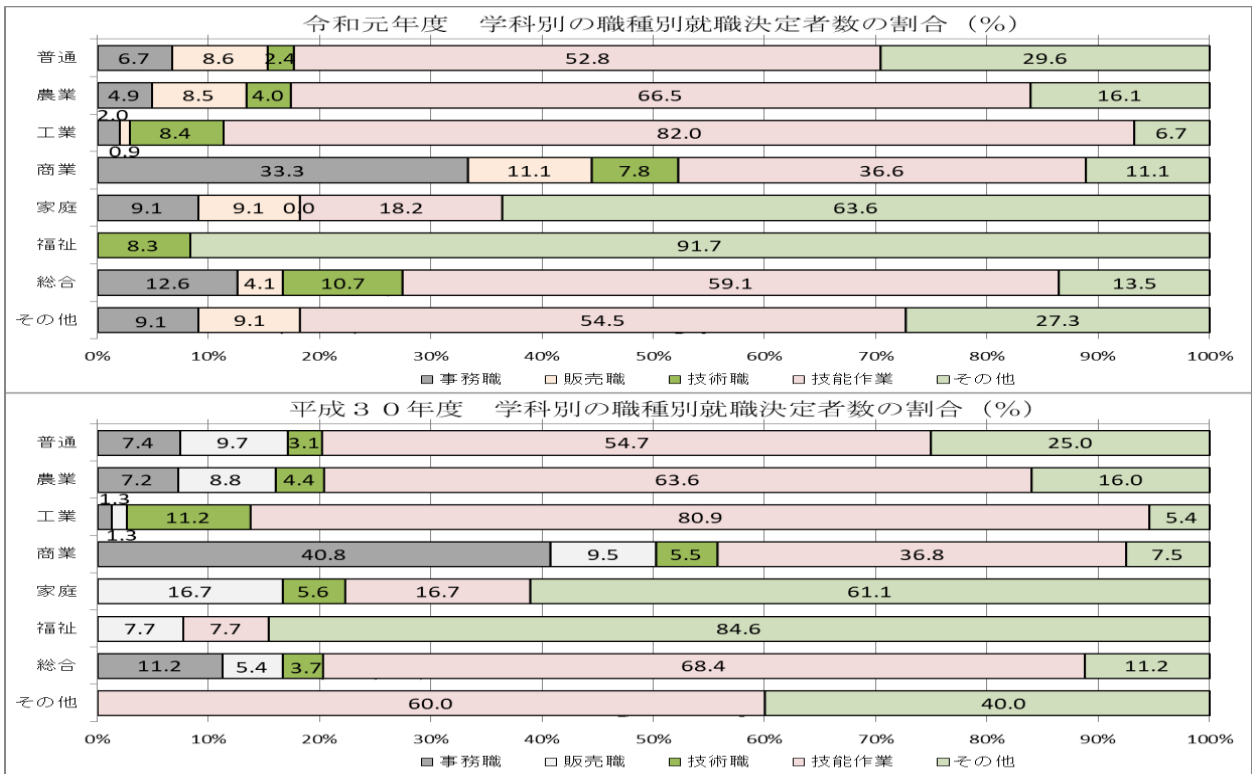 令和元年度　学科別の職種別就職決定者数の割合（%）
普通 6.7 8.6 2.4 52.8 29.6
農業 4.9 8.5 4.0 66.5 16.1
工業 2.0 0.9 8.4 82.0 6.7
商業 33.3 11.1 7.8 36.6 11.1
家庭 9.1 9.1 0.0 18.2 63.6
福祉 8.3 91.7
総合 12.6 4.1 10.7 59.1 13.5
その他 9.1 9.1 54.5 27.3
0% 10% 20% 30% 40% 50% 60% 70% 80% 90% 100%
事務職 販売職 技術職 技能作業 その他
平成３０年度　学科別の職種別就職決定者数の割合（%）
普通 7.4 9.7 3.1 54.7 25.0
農業 7.2 8.8 4.4 63.6 16.0
工業 1.3 1.3 11.2 80.9 5.4
商業 40.8 9.5 5.5 36.8 7.5
家庭 16.7 5.6 16.7 61.1
福祉 7.7 7.7 84.6
総合 11.2 5.4 3.7 68.4 11.2
その他 60.0 40.0
0% 10% 20% 30% 40% 50% 60% 70% 80% 90% 100%
事務職 販売職 技術職 技能作業 その他